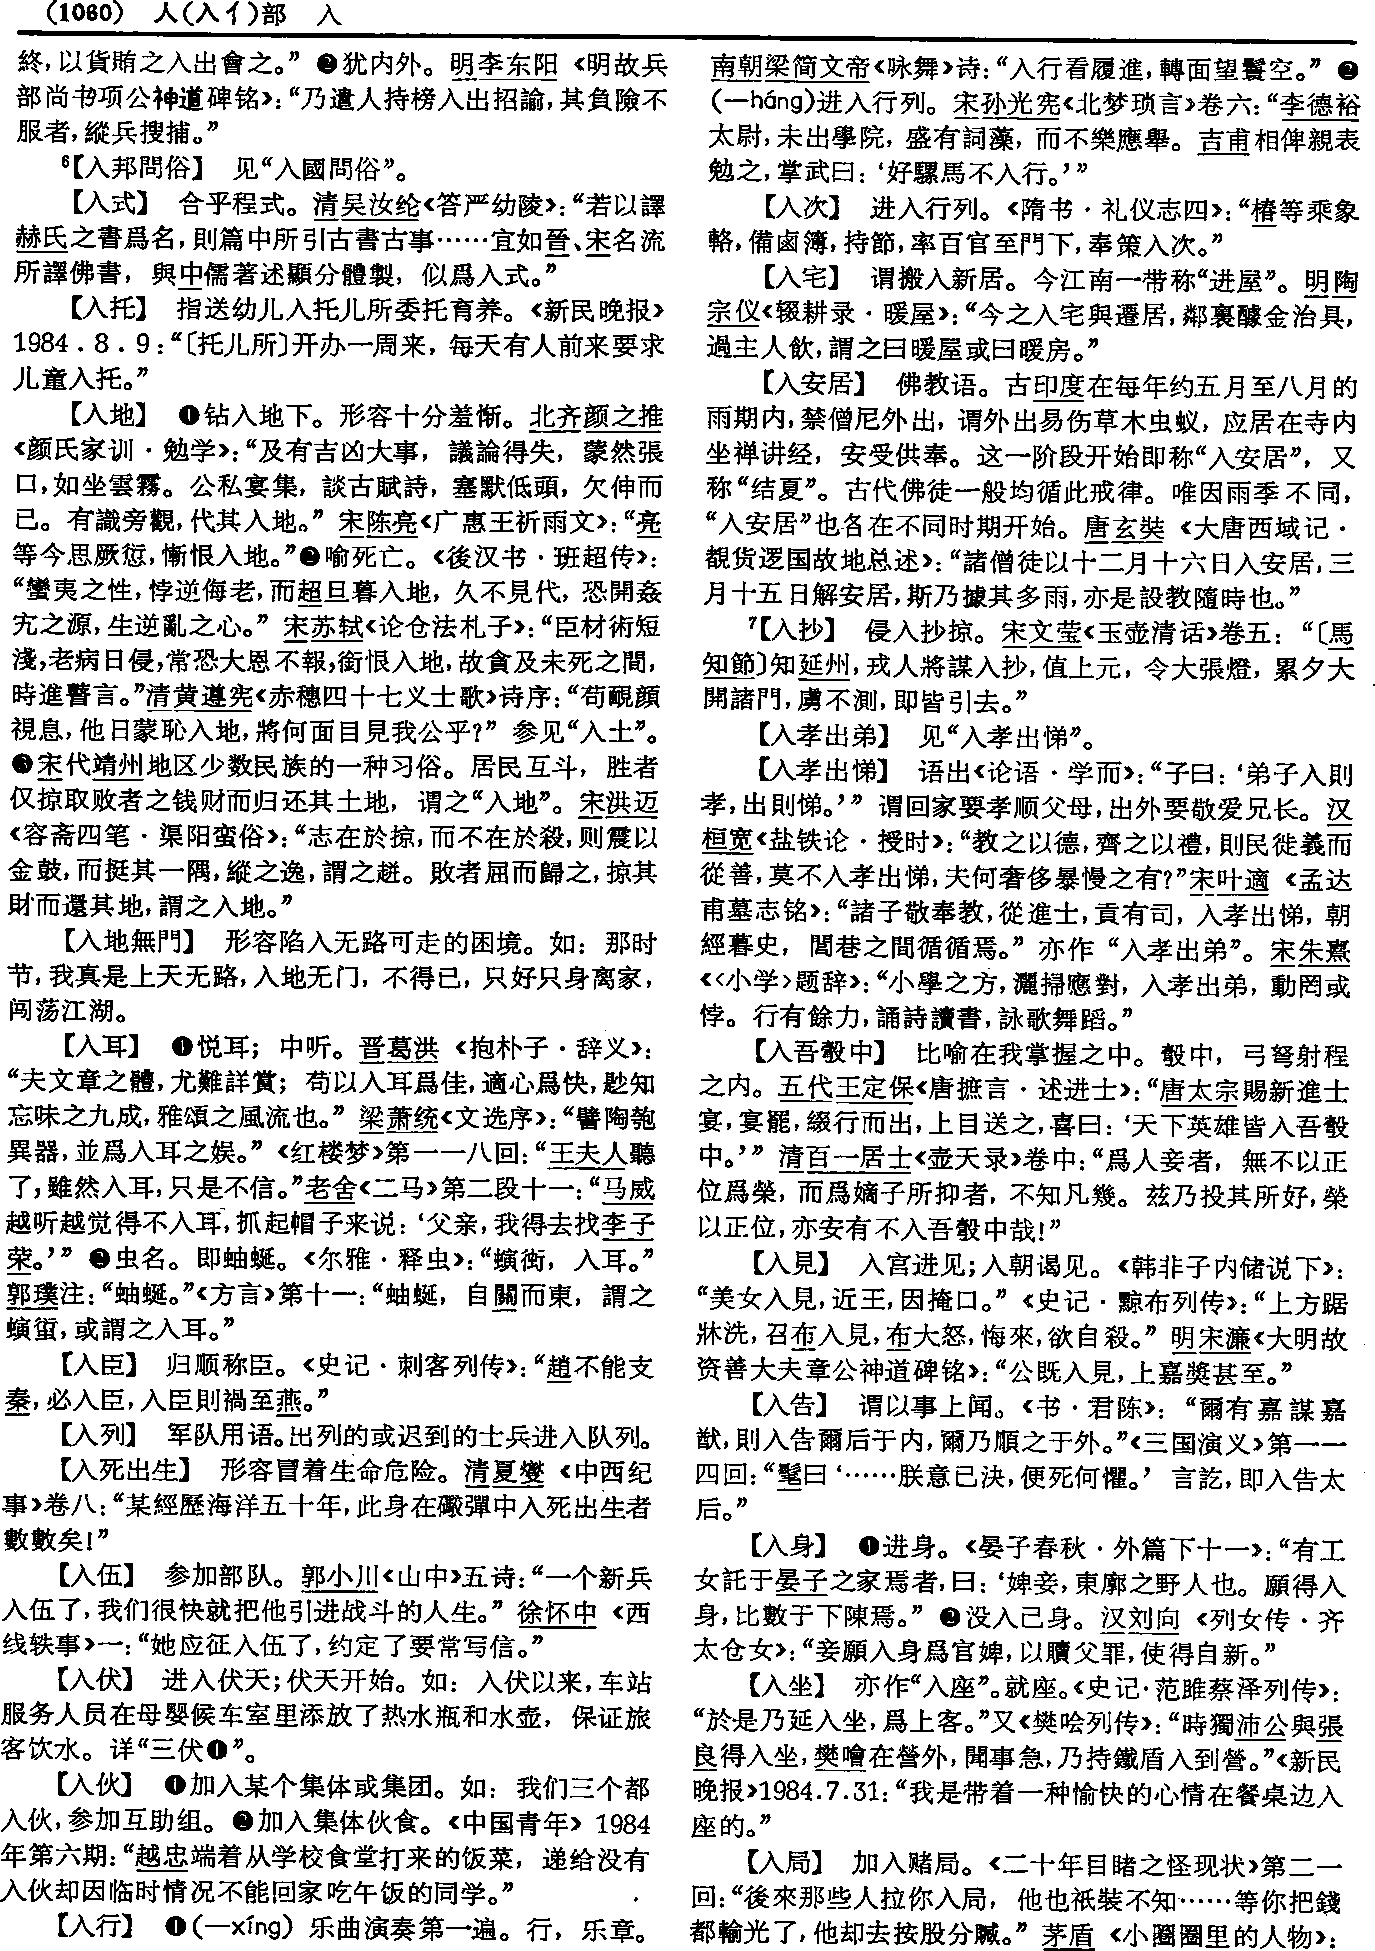 (1060) 人(入亻)部 入
終,以貨賄之入出會之。”❷犹内外。明李东阳《明故兵
部尚书项公神道碑铭》:“乃遣人持榜入出招諭,其負險不
服者,縱兵搜捕。”
⁶【入邦問俗】 见“入國問俗”。
【入式】 合乎程式。清吴汝纶《答严幼陵》:“若以譯
赫氏之書爲名,則篇中所引古書古事……宜如晉、宋名流
所譯佛書,與中儒著述顯分體製,似爲入式。”
【入托】 指送幼儿入托儿所委托育养。《新民晚报》
1984.8.9:“〔托儿所〕开办一周来,每天有人前来要求
儿童入托。”
【入地】 ❶钻入地下。形容十分羞惭。北齐颜之推
《颜氏家训·勉学》:“及有吉凶大事,議論得失,蒙然張
口,如坐雲霧。公私宴集,談古賦詩,塞默低頭,欠伸而
已。有識旁觀,代其入地。”宋陈亮《广惠王祈雨文》:“亮
等今思厥愆,慚恨入地。”❷喻死亡。《後汉书·班超传》:
“蠻夷之性,悖逆侮老,而超旦暮入地,久不見代,恐開姦
宄之源,生逆亂之心。”宋苏轼《论仓法札子》:“臣材術短
淺,老病日侵,常恐大恩不報,銜恨入地,故貪及未死之間,
時進瞽言。”清黄遵宪《赤穗四十七义士歌》诗序:“苟覥顔
視息,他日蒙恥入地,將何面目見我公乎?”参见“入土”。
❸宋代靖州地区少数民族的一种习俗。居民互斗,胜者
仅掠取败者之钱财而归还其土地,谓之“入地”。宋洪迈
《容斋四笔·渠阳蛮俗》:“志在於掠,而不在於殺,则震以
金鼓,而挺其一隅,縱之逸,謂之趃。敗者屈而歸之,掠其
財而還其地,謂之入地。”
【入地無門】 形容陷入无路可走的困境。如:那时
节,我真是上天无路,入地无门,不得已,只好只身离家,
闯荡江湖。
【入耳】 ❶悦耳;中听。晋葛洪《抱朴子·辞义》:
“夫文章之體,尤難詳賞;苟以入耳爲佳,適心爲快,尟知
忘味之九成,雅頌之風流也。”梁萧统《文选序》:“譬陶匏
異器,並爲入耳之娱。”《红楼梦》第一一八回:“王夫人聽
了,雖然入耳,只是不信。”老舍《二马》第二段十一:“马威
越听越觉得不入耳,抓起帽子来说:‘父亲,我得去找李子
荣。’”❷虫名。即蚰蜒。《尔雅·释虫》:“螾衡,入耳。”
郭璞注:“蚰蜒。”《方言》第十一:“蚰蜒,自關而東,謂之
螾䖤,或謂之入耳。”
【入臣】 归顺称臣。《史记·刺客列传》:“趙不能支
秦,必入臣,入臣則禍至燕。”
【入列】 军队用语。出列的或迟到的士兵进入队列。
【入死出生】 形容冒着生命危险。清夏燮《中西纪
事》卷八:“某經歷海洋五十年,此身在礮彈中入死出生者
數數矣!”
【入伍】 参加部队。郭小川《山中》五诗:“一个新兵
入伍了,我们很快就把他引进战斗的人生。”徐怀中《西
线轶事》一:“她应征入伍了,约定了要常写信。”
【入伏】 进入伏天;伏天开始。如:入伏以来,车站
服务人员在母婴候车室里添放了热水瓶和水壶,保证旅
客饮水。详“三伏❶”。
【入伙】 ❶加入某个集体或集团。如:我们三个都
入伙,参加互助组。❷加入集体伙食。《中国青年》1984
年第六期:“越忠端着从学校食堂打来的饭菜,递给没有
入伙却因临时情况不能回家吃午饭的同学。”
【入行】 ❶(—xíng)乐曲演奏第一遍。行,乐章。
南朝梁简文帝《咏舞》诗:“入行看履進,轉面望鬟空。”❷
(—háng)进入行列。宋孙光宪《北梦琐言》卷六:“李德裕
太尉,未出學院,盛有詞藻,而不樂應舉。吉甫相俾親表
勉之,掌武曰:‘好騾馬不入行。’”
【入次】 进入行列。《隋书·礼仪志四》:“樁等乘象
輅,備鹵簿,持節,率百官至門下,奉策入次。”
【入宅】 谓搬入新居。今江南一带称“进屋”。明陶
宗仪《辍耕录·暖屋》:“今之入宅與遷居,鄰裏醵金治具,
過主人飲,謂之曰暖屋或曰暖房。”
【入安居】 佛教语。古印度在每年约五月至八月的
雨期内,禁僧尼外出,谓外出易伤草木虫蚁,应居在寺内
坐禅讲经,安受供奉。这一阶段开始即称“入安居”,又
称“结夏”。古代佛徒一般均循此戒律。唯因雨季不同,
“入安居”也各在不同时期开始。唐玄奘《大唐西域记·
覩货逻国故地总述》:“諸僧徒以十二月十六日入安居,三
月十五日解安居,斯乃據其多雨,亦是設教隨時也。”
⁷【入抄】 侵入抄掠。宋文莹《玉壶清话》卷五:“〔馬
知節〕知延州,戎人將謀入抄,值上元,令大張燈,累夕大
開諸門,虜不測,即皆引去。”
【入孝出弟】 见“入孝出悌”。
【入孝出悌】 语出《论语·学而》:“子曰:‘弟子入則
孝,出則悌。’”谓回家要孝顺父母,出外要敬爱兄长。汉
桓宽《盐铁论·授时》:“教之以德,齊之以禮,則民徙義而
從善,莫不入孝出悌,夫何奢侈暴慢之有?”宋叶適《孟达
甫墓志铭》:“諸子敬奉教,從進士,貢有司,入孝出悌,朝
經暮史,閭巷之間循循焉。”亦作“入孝出弟”。宋朱熹
《〈小学〉题辞》:“小學之方,灑掃應對,入孝出弟,動罔或
悖。行有餘力,誦詩讀書,詠歌舞蹈。”
【入吾彀中】 比喻在我掌握之中。彀中,弓弩射程
之内。五代王定保《唐摭言·述进士》:“唐太宗賜新進士
宴,宴罷,綴行而出,上目送之,喜曰:‘天下英雄皆入吾彀
中。’”清百一居士《壶天录》卷中:“爲人妾者,無不以正
位爲榮,而爲嫡子所抑者,不知凡幾。兹乃投其所好,榮
以正位,亦安有不入吾彀中哉!”
【入見】 入宫进见;入朝谒见。《韩非子内储说下》:
“美女入見,近王,因掩口。”《史记·黥布列传》:“上方踞
牀洗,召布入見,布大怒,悔來,欲自殺。”明宋濂《大明故
资善大夫章公神道碑铭》:“公既入見,上嘉獎甚至。”
【入告】 谓以事上闻。《书·君陈》:“爾有嘉謀嘉
猷,則入告爾后于内,爾乃順之于外。”《三国演义》第一一
四回:“髦曰‘……朕意已決,便死何懼。’言訖,即入告太
后。”
【入身】 ❶进身。《晏子春秋·外篇下十一》:“有工
女託于晏子之家焉者,曰:‘婢妾,東廓之野人也。願得入
身,比數于下陳焉。”❷没入己身。汉刘向《列女传·齐
太仓女》:“妾願入身爲官婢,以贖父罪,使得自新。”
【入坐】 亦作“入座”。就座。《史记·范雎蔡泽列传》:
“於是乃延入坐,爲上客。”又《樊哙列传》:“時獨沛公與張
良得入坐,樊噲在營外,聞事急,乃持鐵盾入到營。”《新民
晚报》1984.7.31:“我是带着一种愉快的心情在餐桌边入
座的。”
【入局】 加入赌局。《二十年目睹之怪现状》第二一
回:“後來那些人拉你入局,他也祇裝不知……等你把錢
都輸光了,他却去按股分贓。”茅盾《小圈圈里的人物》: